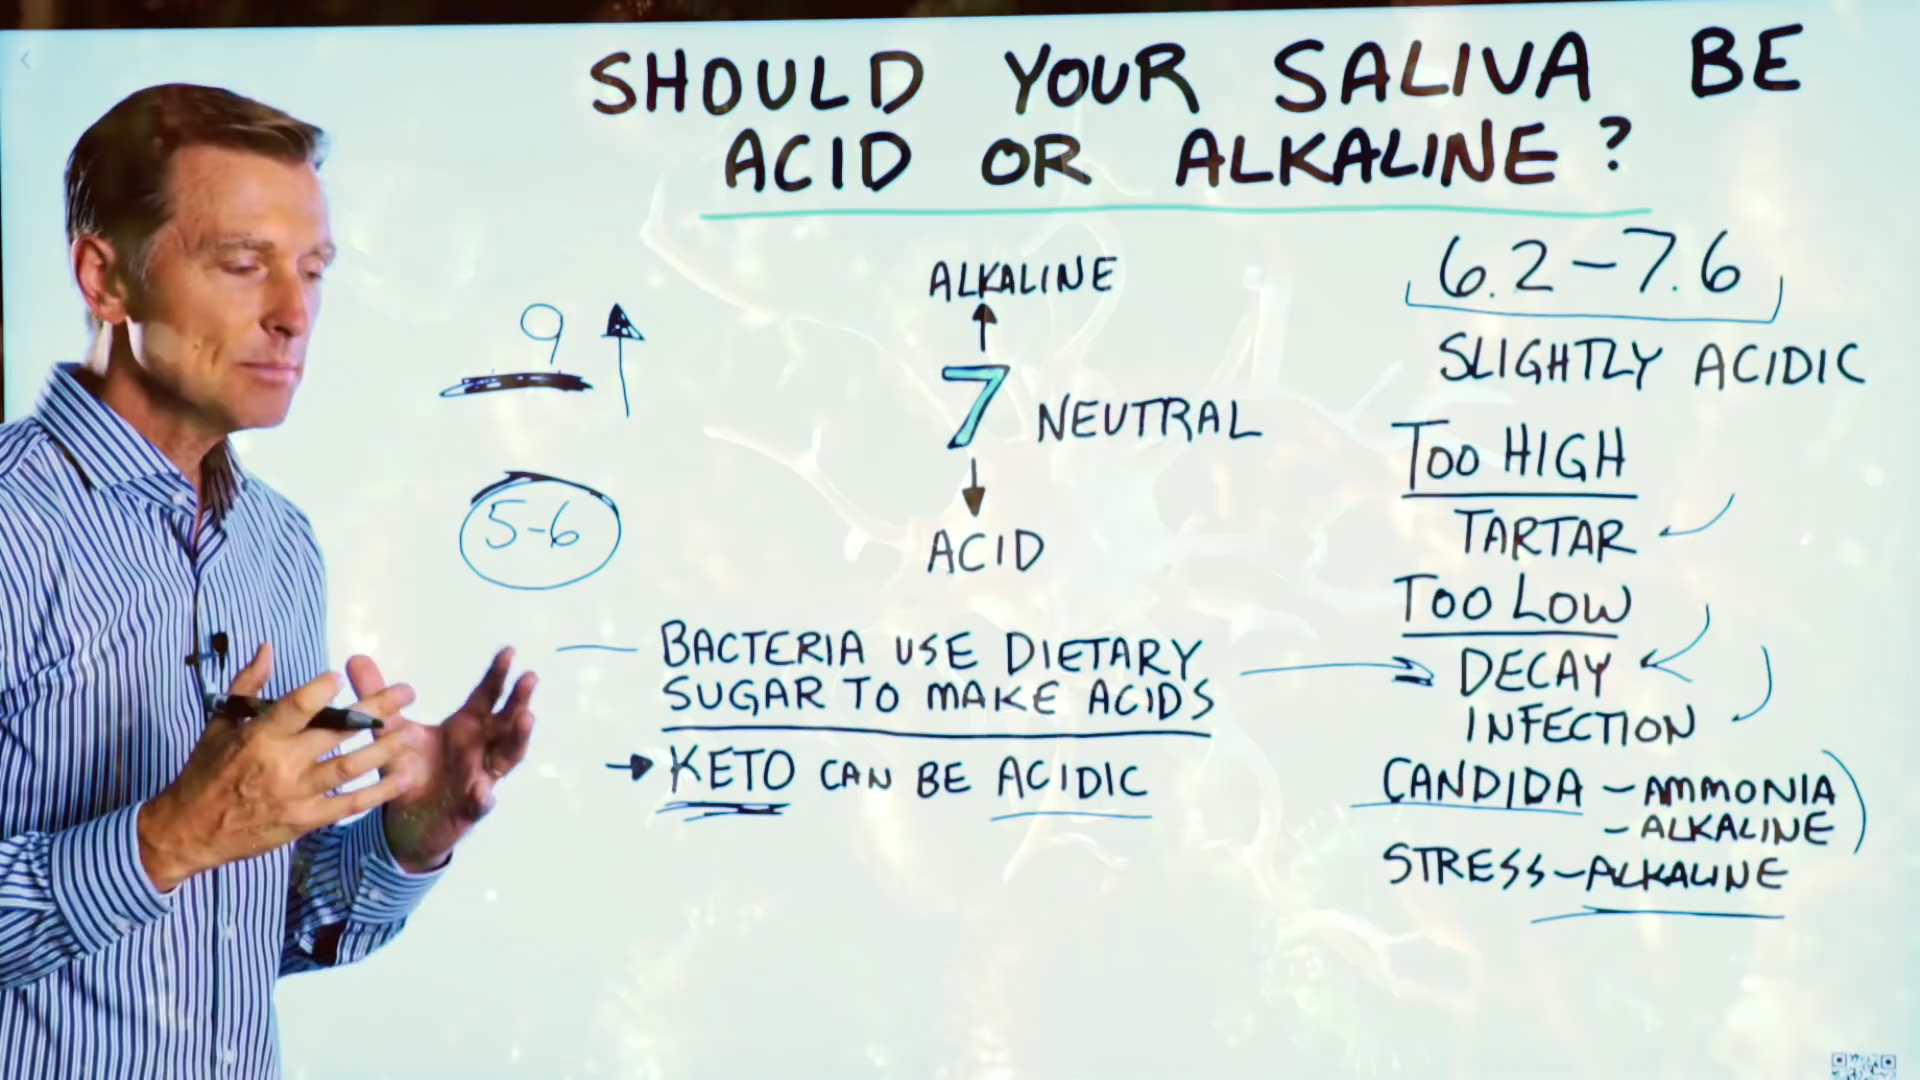 SHOULD YOUR SALIVA BE
ACID OR ALKALINE?
9
5-6
ALKALINE
7 NEUTRAL
ACID
BACTERIA USE DIETARY
SUGAR TO MAKE ACIDS
KETO CAN BE ACIDIC
6.2-7.6
SLIGHTLY ACIDIC
TOO HIGH
TARTAR
TOO LOW
DECAY
INFECTION
CANDIDA - AMMONIA
- ALKALINE
STRESS - ALKALINE